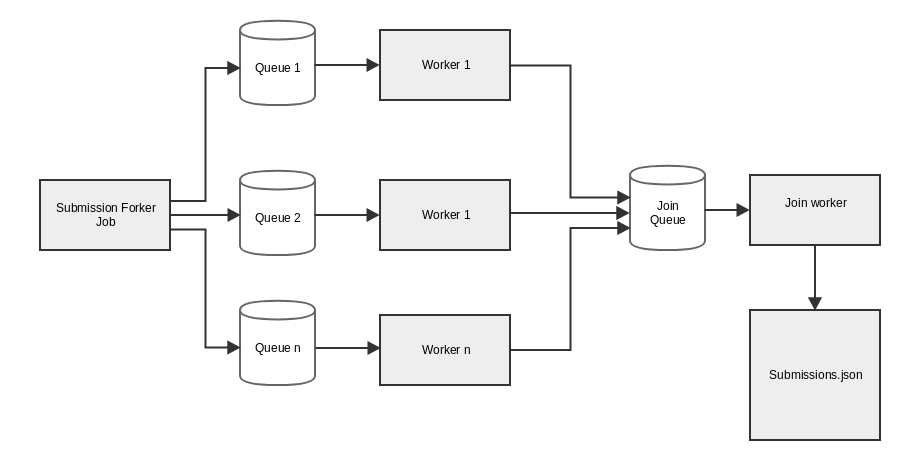 Queue 1
Worker 1
Submission Forker
Job
Queue 2
Worker 1
Join
Queue
Join worker
Queue n
Worker n
Submissions.json